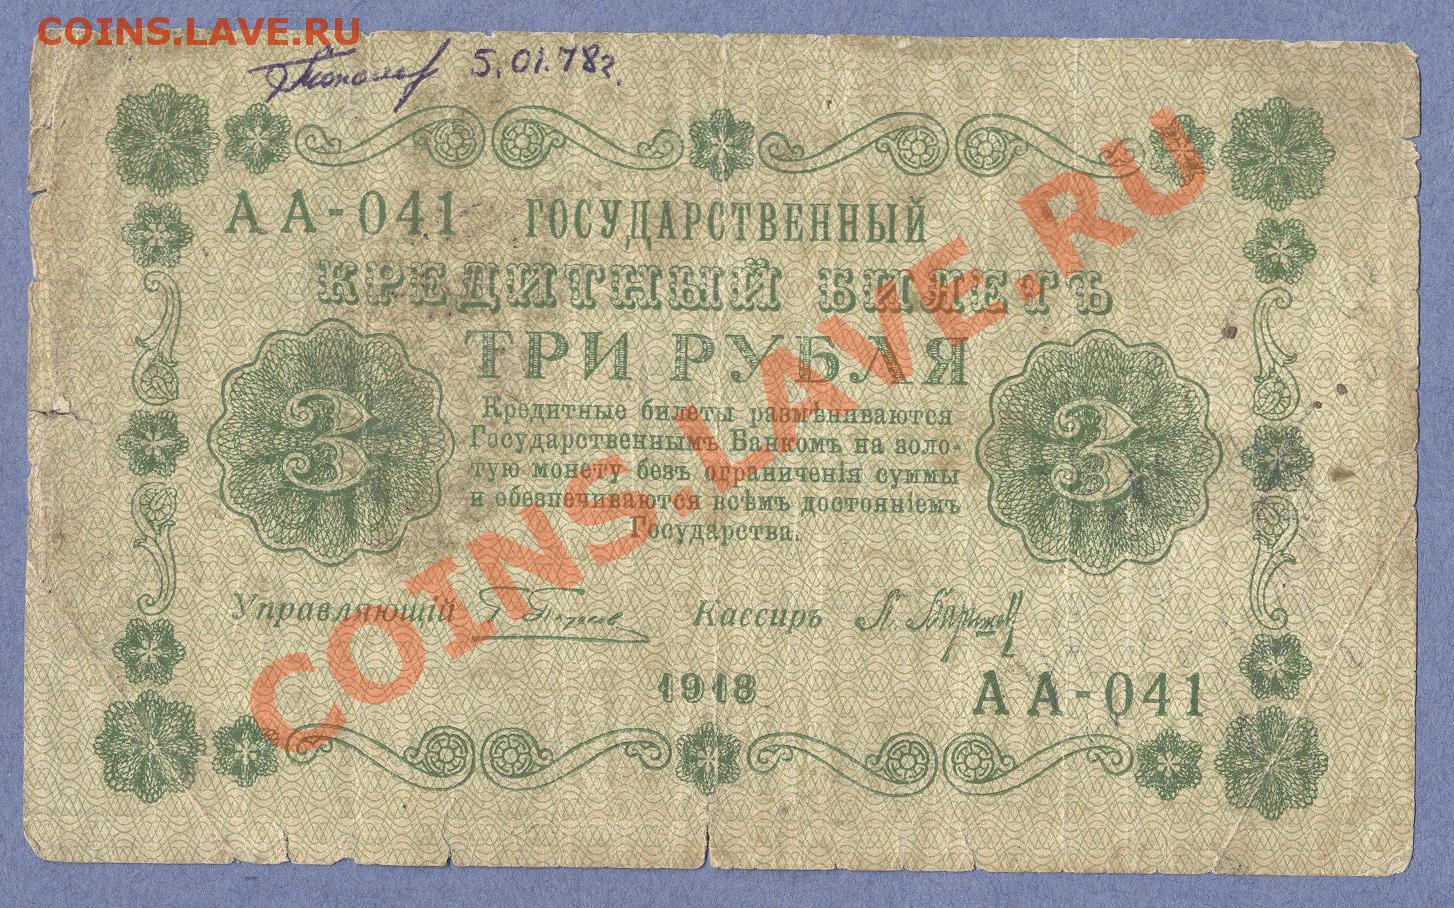 COINS.LAVE.RU
5.01.78г.
АА-041 ГОСУДАРСТВЕННЫЙ
КРЕДИТНЫЙ БИЛЕТЪ
ТРИ РУБЛЯ
3 3
Кредитные билеты размѣниваются
Государственнымъ Банкомъ на золо-
тую монету безъ ограниченія суммы
и обезпечиваются всѣмъ достояніемъ
Государства.
Управляющій Кассиръ
1918
АА-041
COINS.LAVE.RU